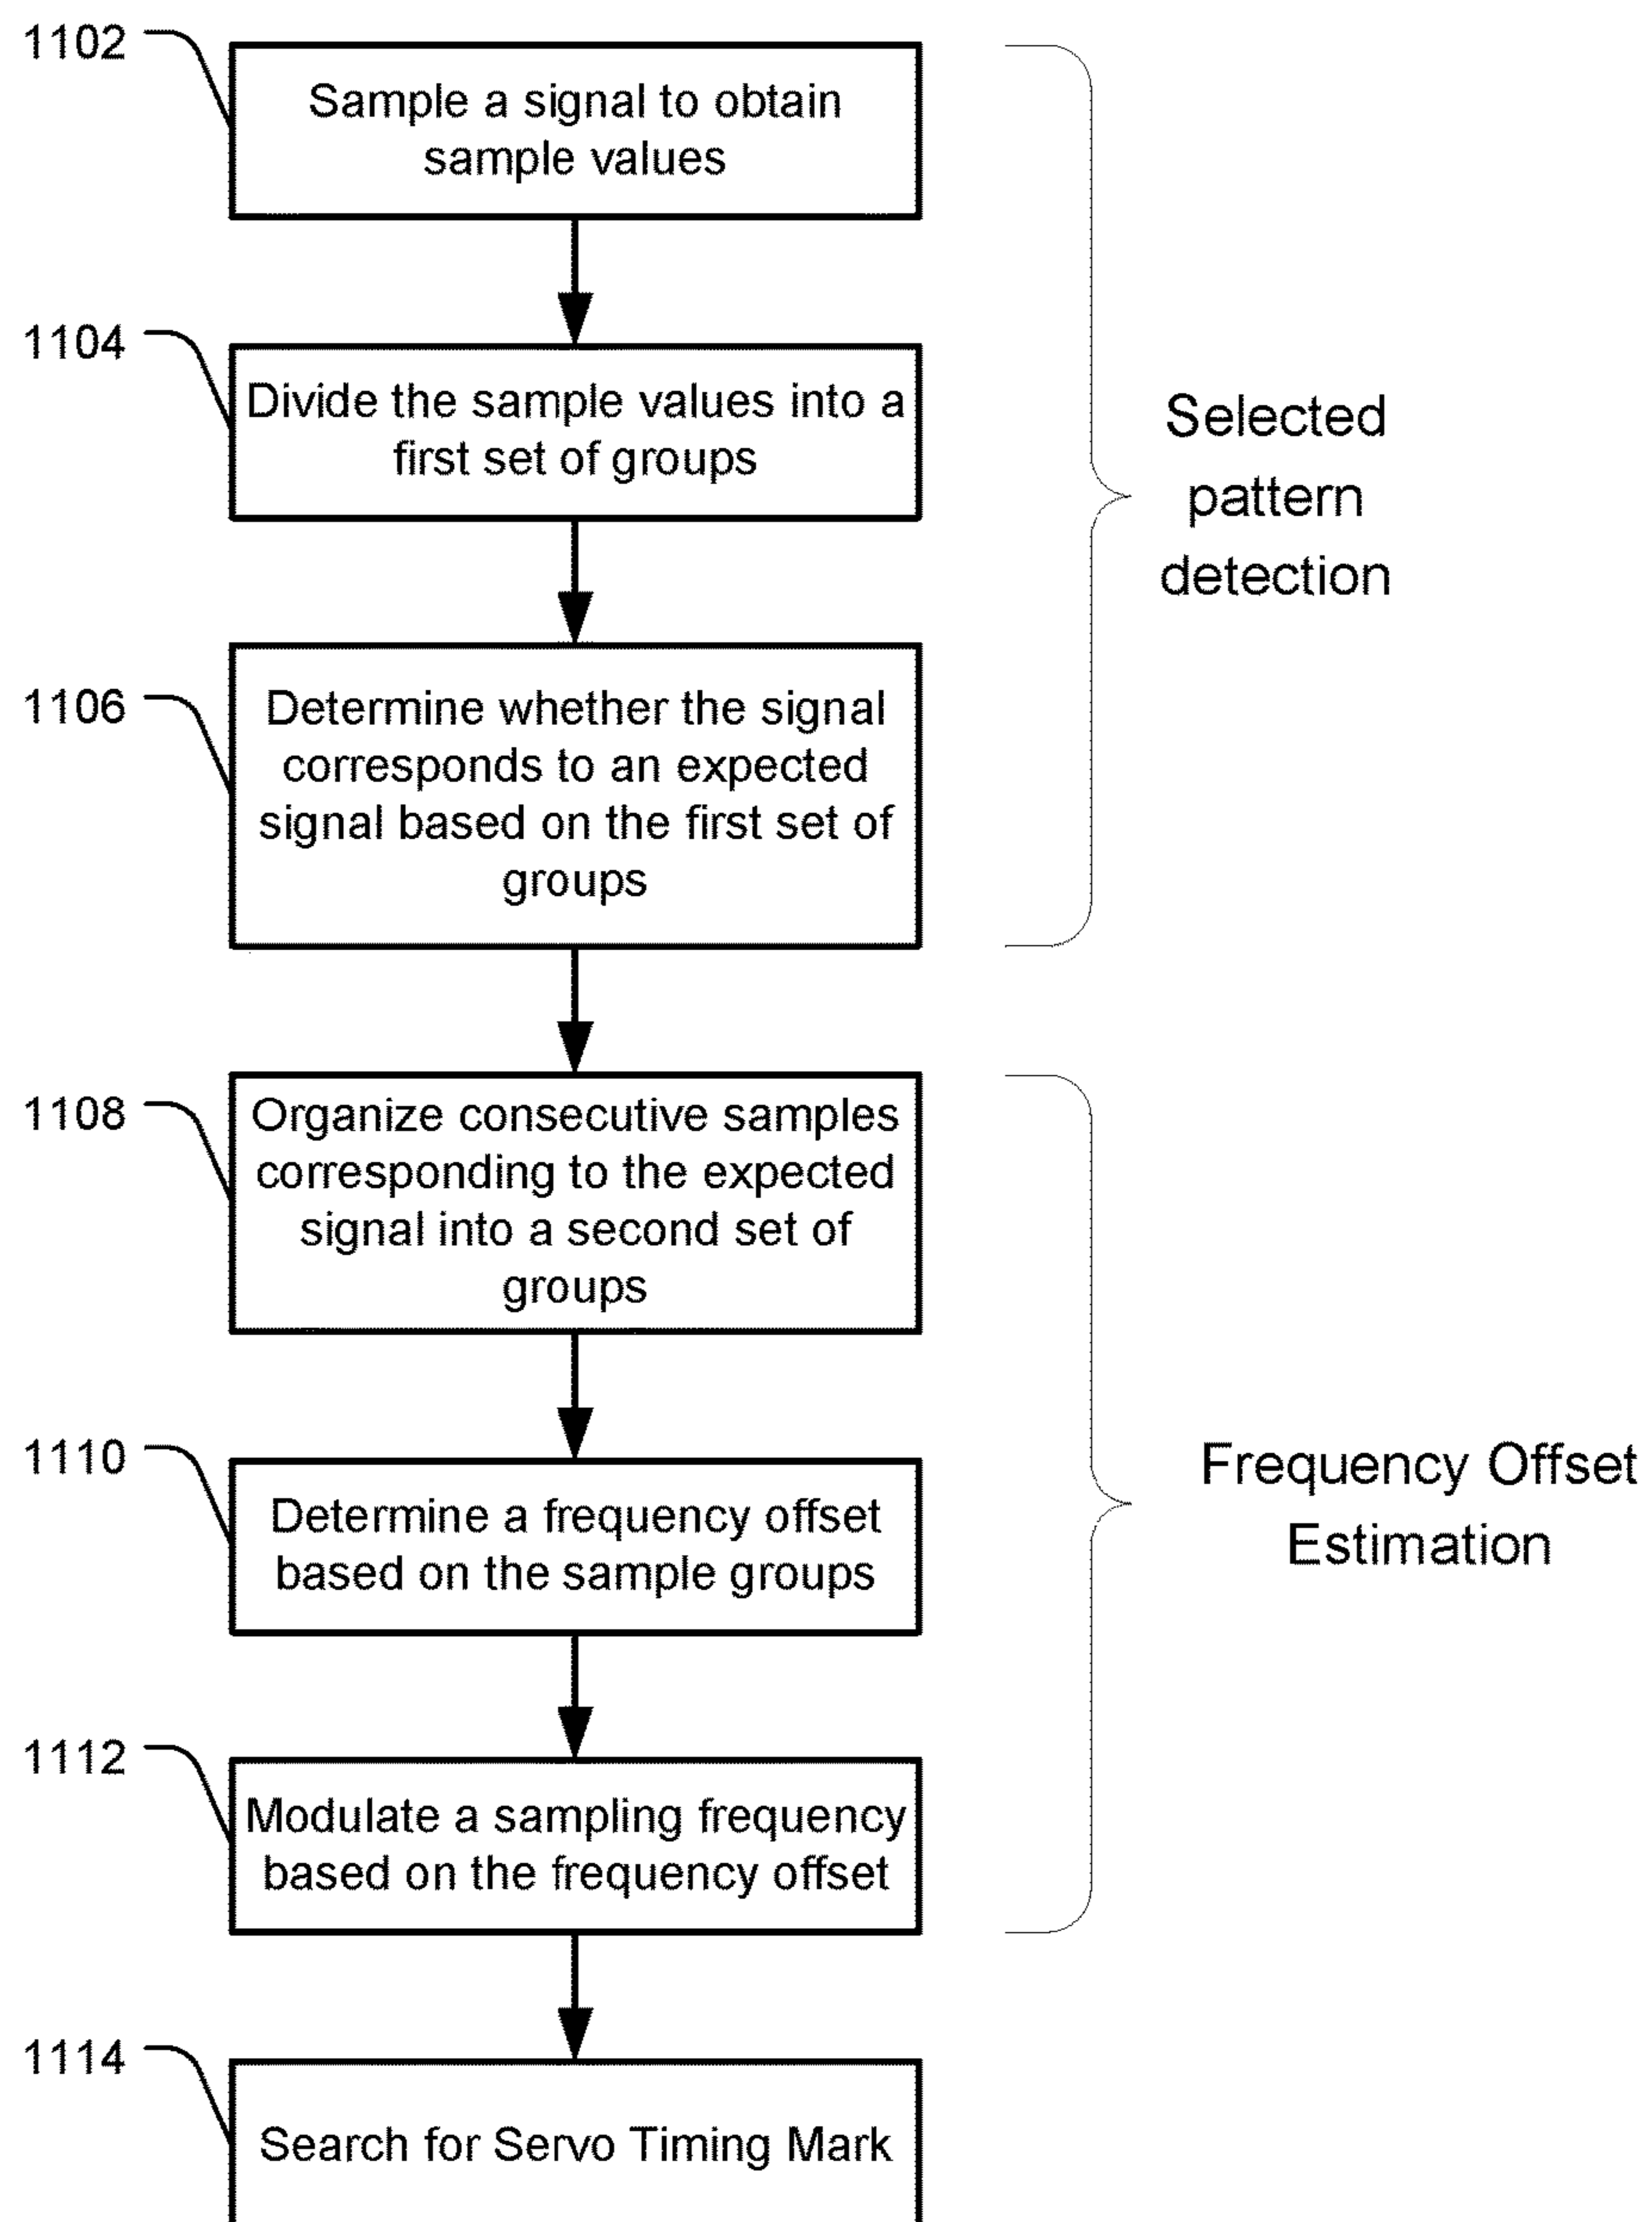 1102
Sample a signal to obtain
sample values
1104
Divide the sample values into a
first set of groups
Selected
pattern
detection
1106
Determine whether the signal
corresponds to an expected
signal based on the first set of
groups
1108
Organize consecutive samples
corresponding to the expected
signal into a second set of
groups
1110
Determine a frequency offset
based on the sample groups
Frequency Offset
Estimation
1112
Modulate a sampling frequency
based on the frequency offset
1114
Search for Servo Timing Mark